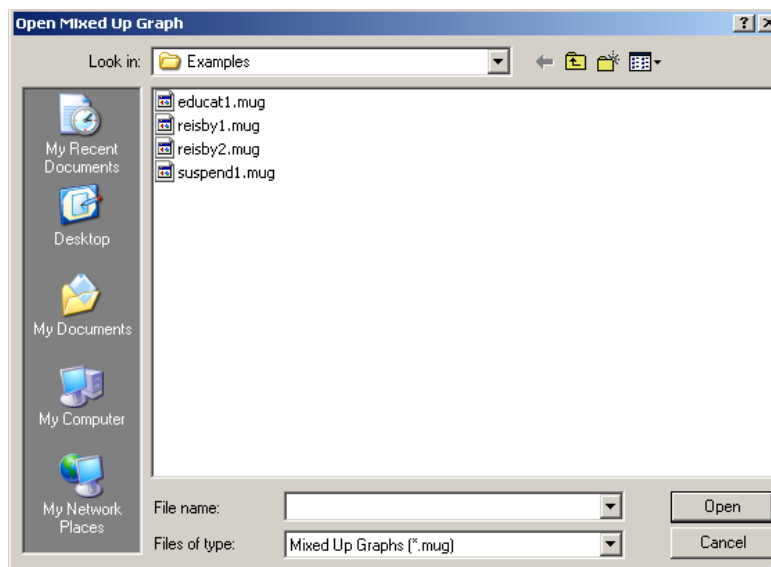 Open Mixed Up Graph
Look in: Examples
educat1.mug
reisby1.mug
reisby2.mug
suspend1.mug
My Recent
Documents
Desktop
My Documents
My Computer
My Network
Places
File name:
Open
Files of type: Mixed Up Graphs (*.mug)
Cancel